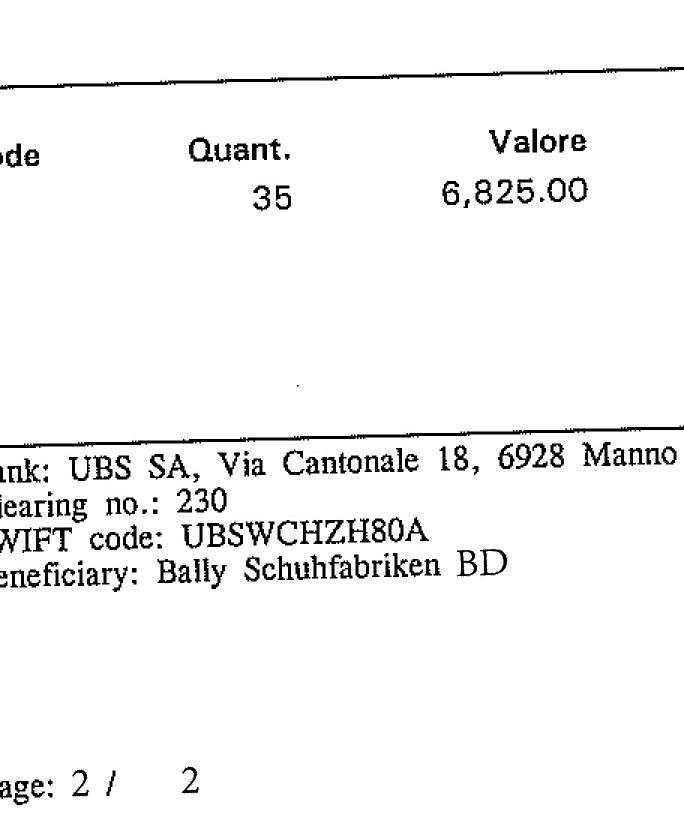 ode Quant. Valore
35 6,825.00
ank: UBS SA, Via Cantonale 18, 6928 Manno
learing no.: 230
WIFT code: UBSWCHZH80A
eneficiary: Bally Schuhfabriken BD
age: 2 / 2